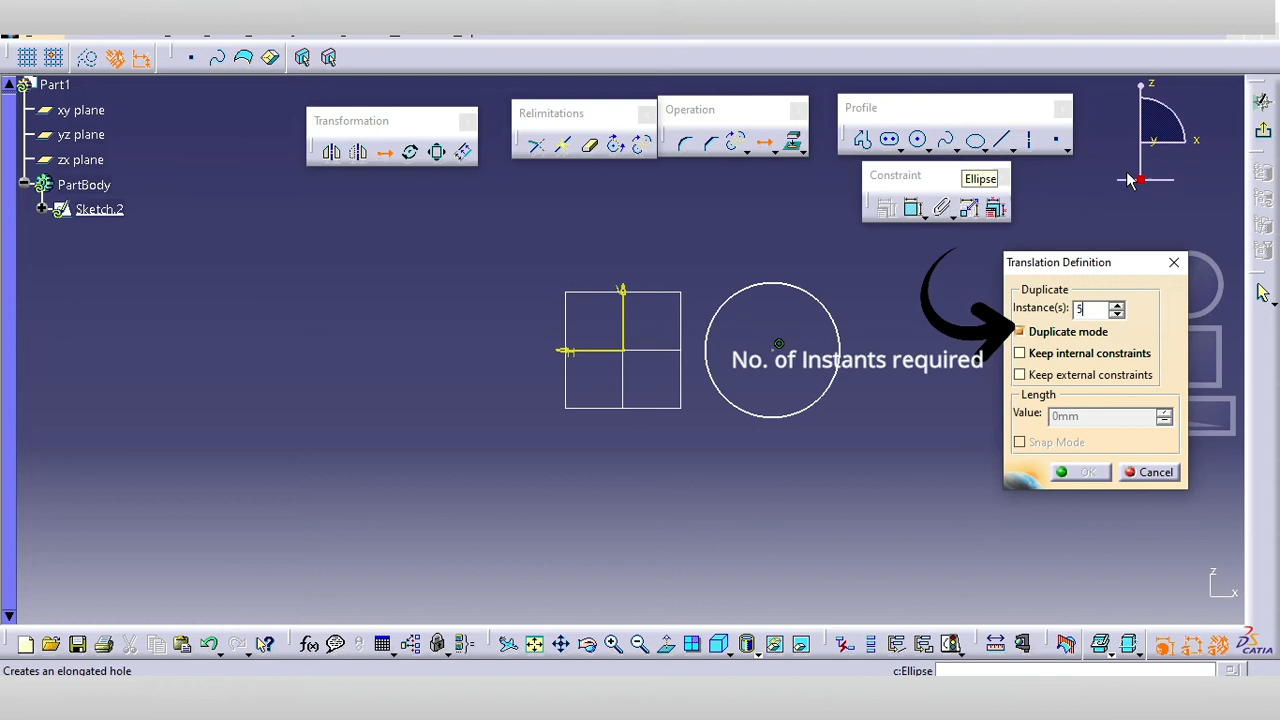 Part1
xy plane
yz plane
zx plane
PartBody
Sketch.2
Transformation
Relimitations
Operation
Profile
Constraint
Ellipse
z
y
x
Translation Definition
Duplicate
Instance(s): 5
Duplicate mode
Keep internal constraints
Keep external constraints
Length
Value: 0mm
Snap Mode
OK
Cancel
V
H
No. of Instants required
z
x
f(x)
CATIA
Creates an elongated hole
c:Ellipse